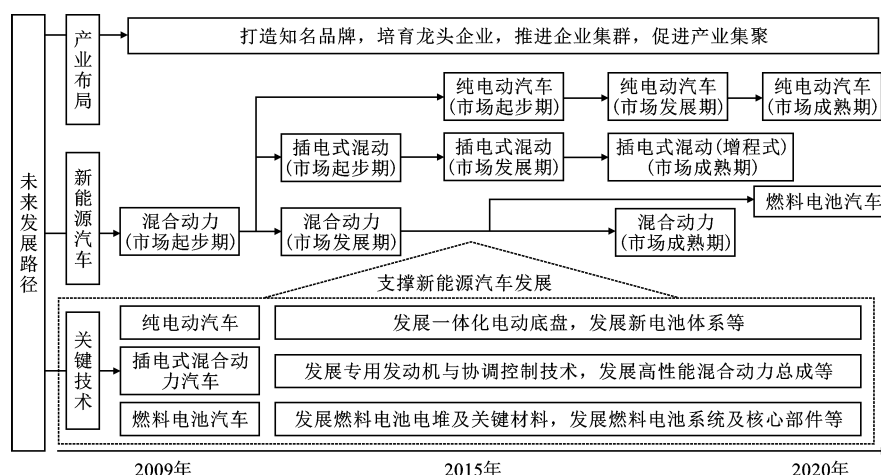 未来发展路径
产业布局
打造知名品牌，培育龙头企业，推进企业集群，促进产业集聚
新能源汽车
纯电动汽车
(市场起步期)
纯电动汽车
(市场发展期)
纯电动汽车
(市场成熟期)
插电式混动
(市场起步期)
插电式混动
(市场发展期)
插电式混动(增程式)
(市场成熟期)
燃料电池汽车
混合动力
(市场起步期)
混合动力
(市场发展期)
混合动力
(市场成熟期)
支撑新能源汽车发展
关键技术
纯电动汽车
发展一体化电动底盘，发展新电池体系等
插电式混合动
力汽车
发展专用发动机与协调控制技术，发展高性能混合动力总成等
燃料电池汽车
发展燃料电池电堆及关键材料，发展燃料电池系统及核心部件等
2009年
2015年
2020年